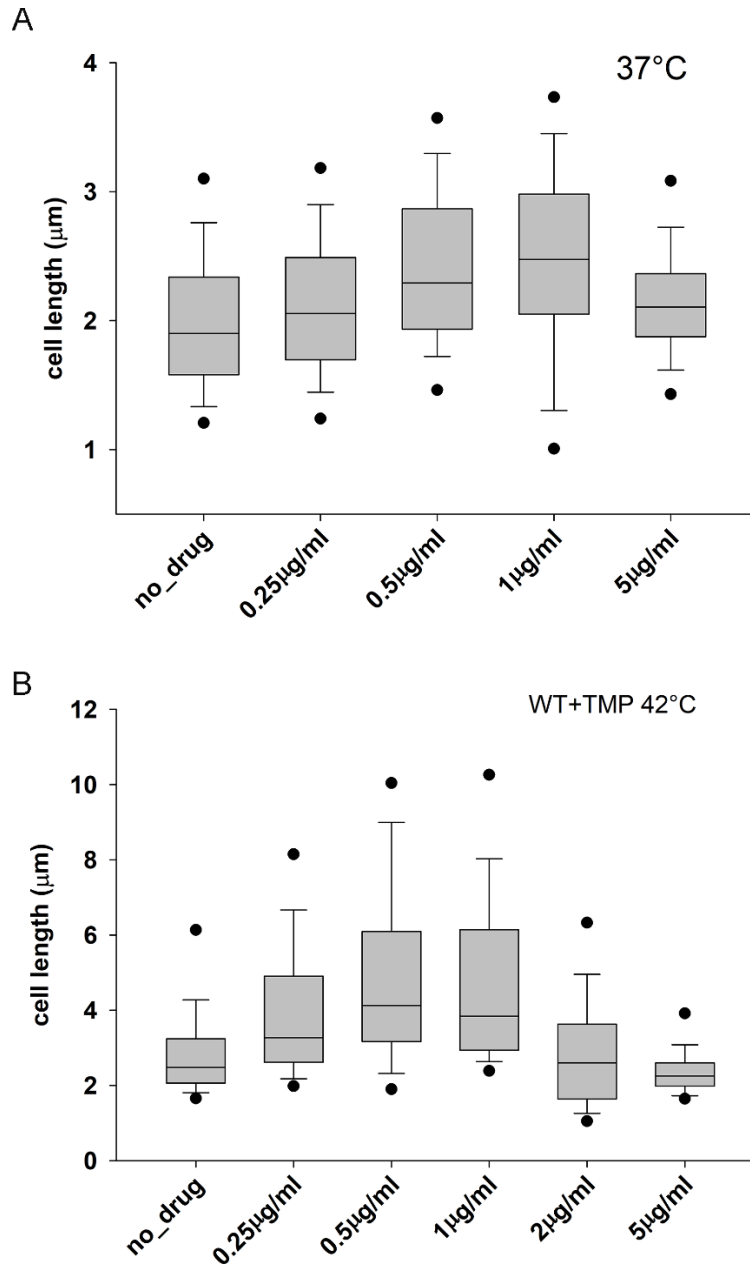 A
37°C
4
3
2
1
cell length (μm)
no_drug
0.25μg/ml
0.5μg/ml
1μg/ml
5μg/ml
B
WT+TMP 42°C
12
10
8
6
4
2
0
cell length (μm)
no_drug
0.25μg/ml
0.5μg/ml
1μg/ml
2μg/ml
5μg/ml